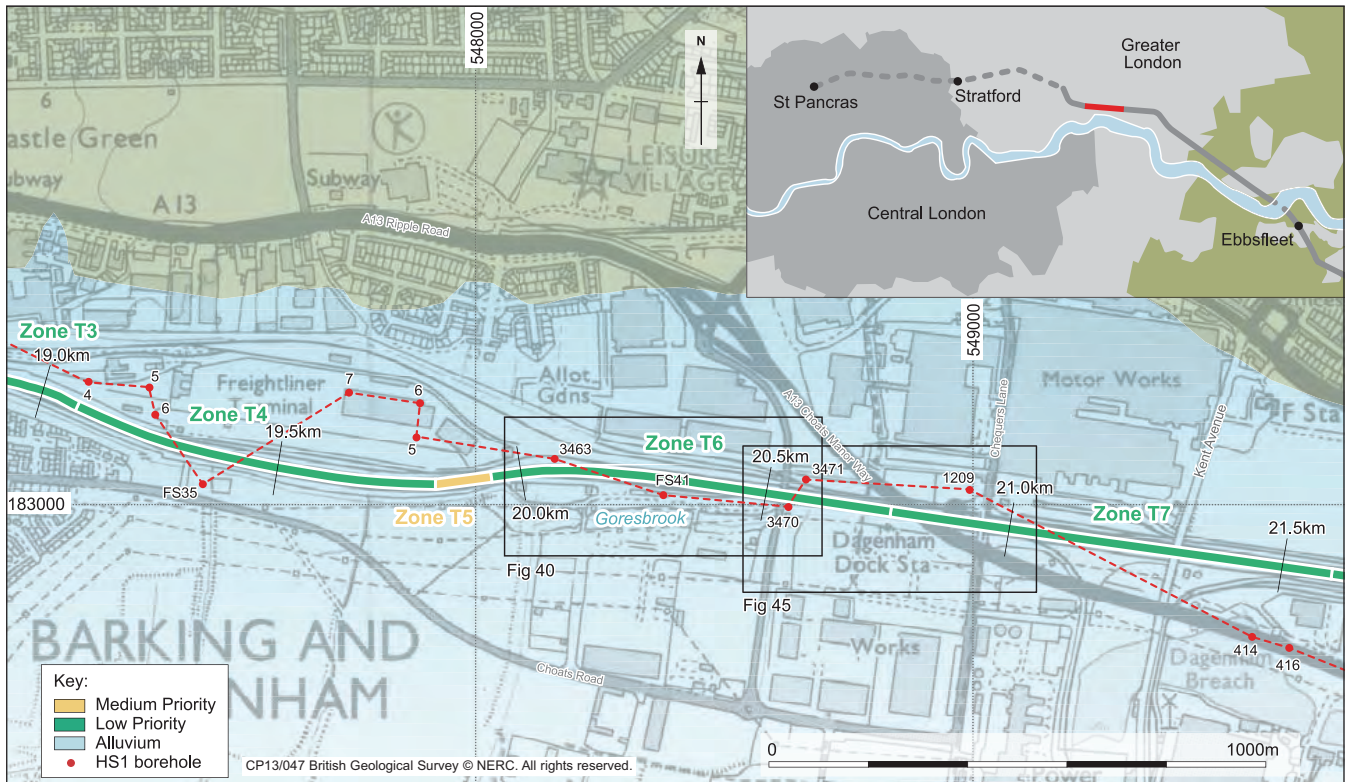 548000
N
Greater
London
St Pancras
Stratford
Central London
Ebbsfleet
6
astle Green
ubway
Subway
LEISURE
VILLAGE
A13
A13 Ripple Road
549000
Zone T3
19.0km
4
5
6
Freightliner
Terminal
7
6
Allot
Gdns
A13 Choats Manor Way
Chequers Lane
Motor Works
F Sta
Kent Avenue
Zone T4
19.5km
5
3463
Zone T6
20.5km
3471
1209
21.0km
FS35
FS41
183000
Zone T5
20.0km
Goresbrook
3470
Zone T7
21.5km
Dagenham
Dock Sta
Fig 40
Fig 45
BARKING AND
NHAM
Choats Road
Works
414
416
Dagenham
Breach
Key:
Medium Priority
Low Priority
Alluvium
HS1 borehole
CP13/047 British Geological Survey © NERC. All rights reserved.
0
1000m
Power